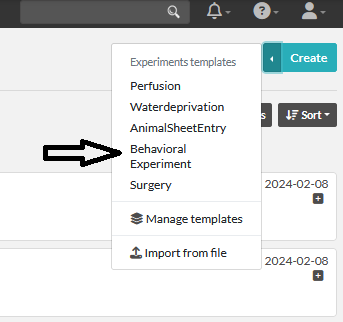 Experiments templates
Create
Perfusion
Waterdeprivation
AnimalSheetEntry
s
Sort
Behavioral
Experiment
Surgery
2024-02-08
Manage templates
Import from file
2024-02-08